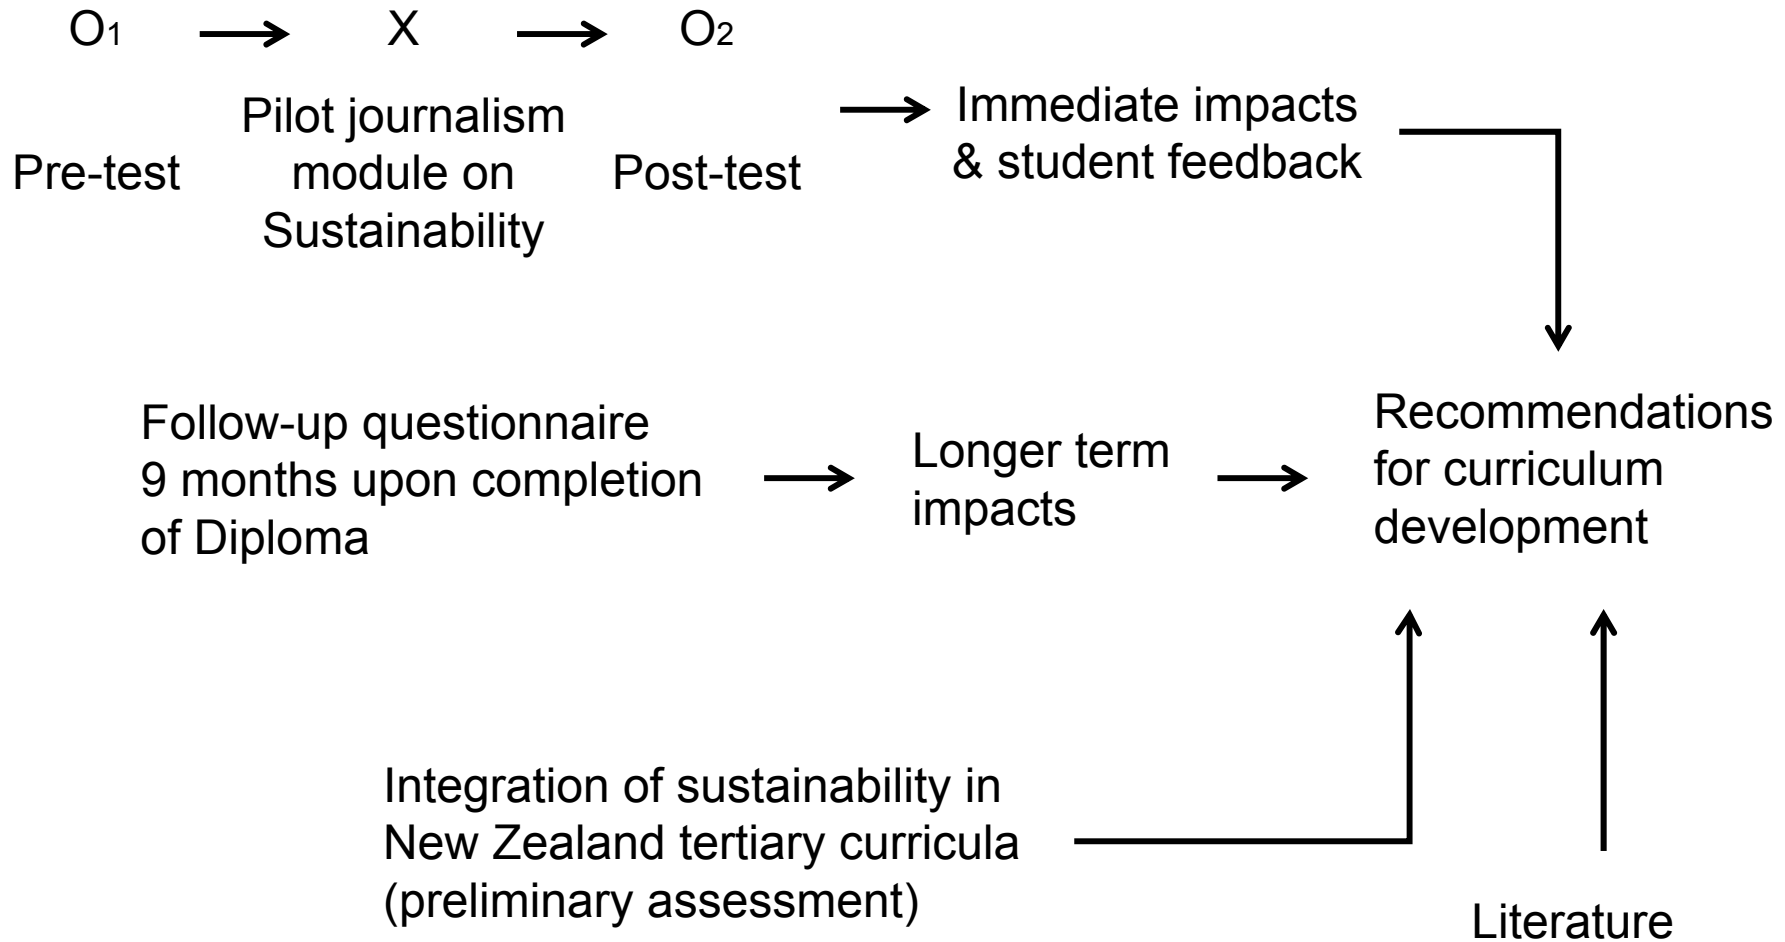 O1
X
O2
Pre-test
Pilot journalism
module on
Sustainability
Post-test
Immediate impacts
& student feedback
Follow-up questionnaire
9 months upon completion
of Diploma
Longer term
impacts
Recommendations
for curriculum
development
Integration of sustainability in
New Zealand tertiary curricula
(preliminary assessment)
Literature